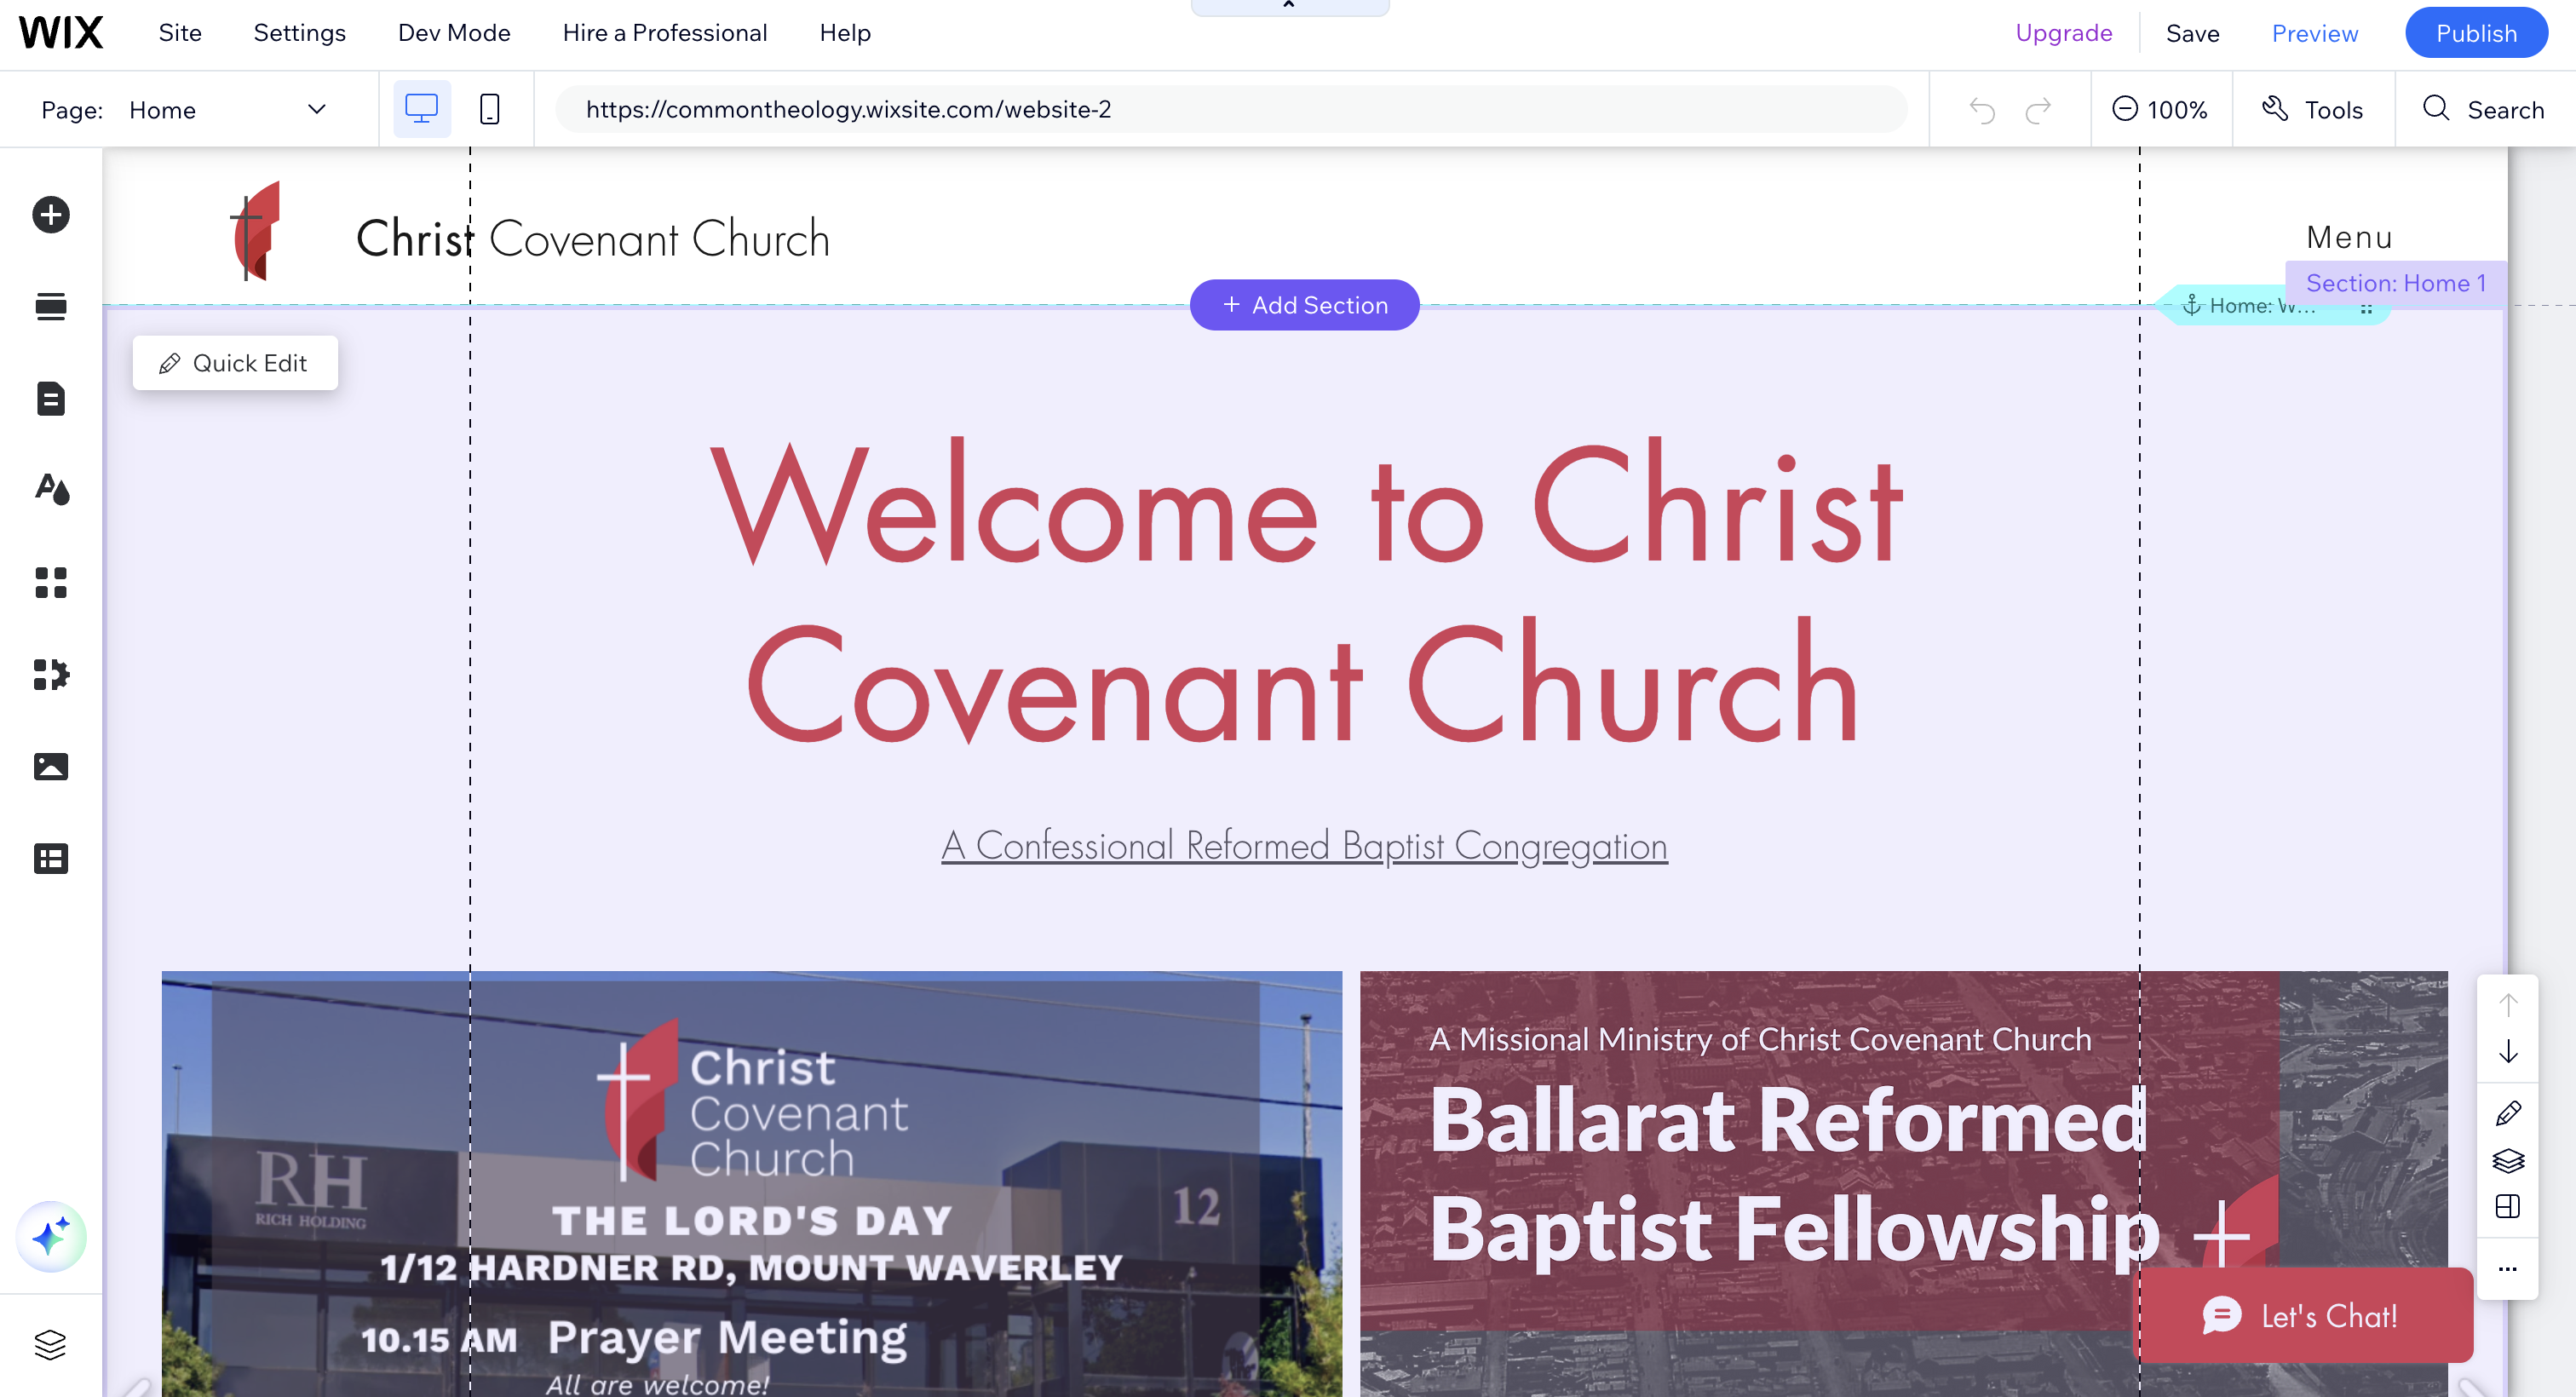 WIX Site Settings Dev Mode Hire a Professional Help Upgrade Save Preview Publish
Page: Home https://commontheology.wixsite.com/website-2 100% Tools Search
Christ Covenant Church
Menu
Section: Home 1
+ Add Section
Home: W...
Quick Edit
Welcome to Christ
Covenant Church
A Confessional Reformed Baptist Congregation
Christ
Covenant
Church
RH
RICH HOLDING
12
THE LORD'S DAY
1/12 HARDNER RD, MOUNT WAVERLEY
10.15 AM Prayer Meeting
All are welcome!
A Missional Ministry of Christ Covenant Church
Ballarat Reformed
Baptist Fellowship
Let's Chat!